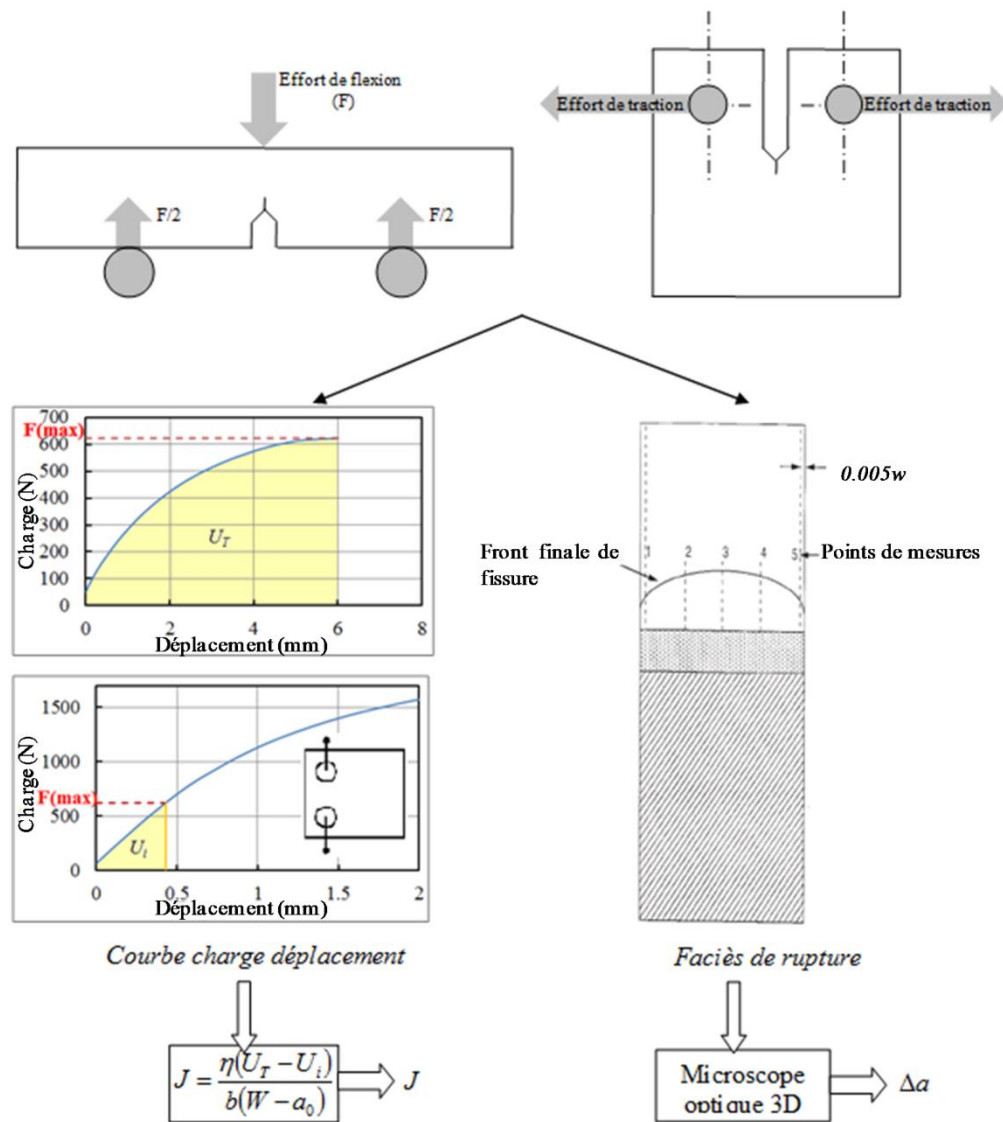 Effort de flexion
(F)
F/2
F/2
Effort de traction
Effort de traction
Charge (N)
700
F(max)
600
500
400
300
200
100
0
U_T
0 2 4 6 8
Déplacement (mm)
Charge (N)
1500
1000
F(max)
500
0
U_i
0 0.5 1 1.5 2
Déplacement (mm)
Courbe charge déplacement
J = η(U_T − U_i) / b(W − a_0)
J
0.005w
Front finale de
fissure
1 2 3 4 5
Points de mesures
Faciès de rupture
Microscope
optique 3D
Δa